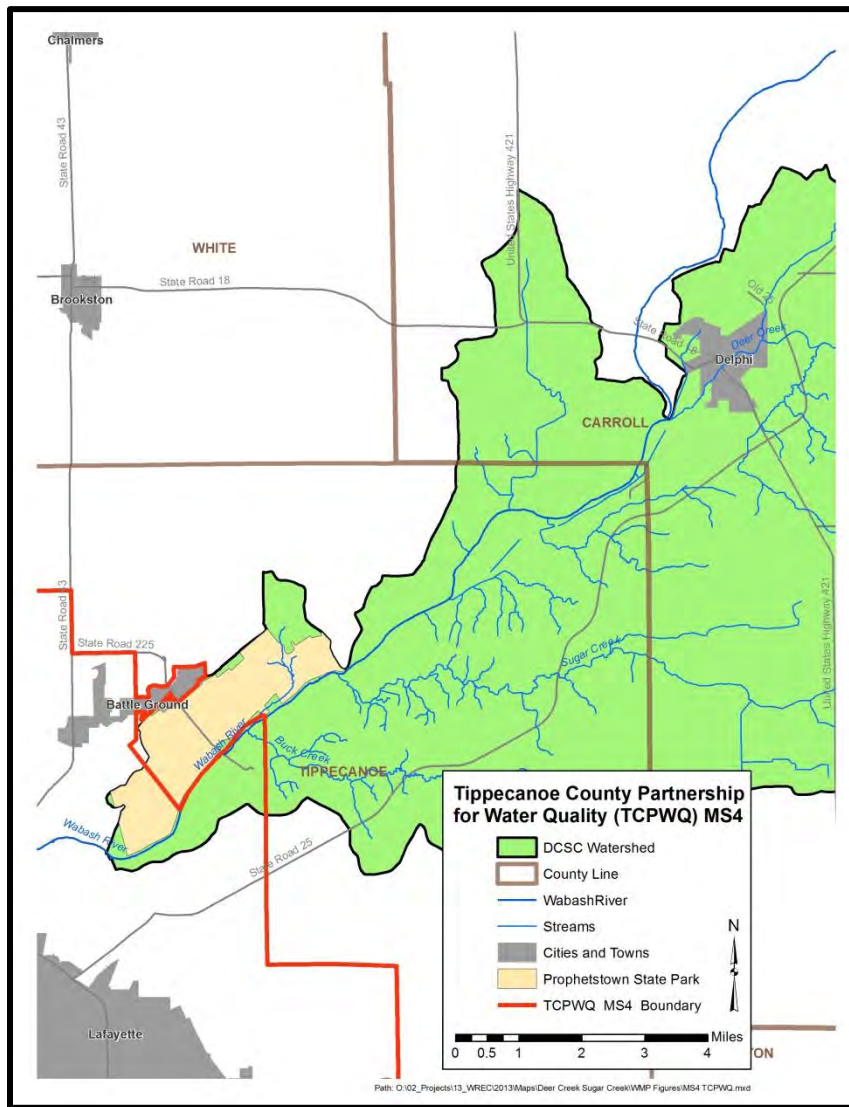 Chalmers
State Road 43
United States Highway 421
WHITE
State Road 18
Brookston
Old 25
State Road 18
Deer Creek
Delphi
CARROLL
State Road 43
State Road 225
United States Highway 421
Sugar Creek
Battle Ground
Wabash River
Buck Creek
TIPPECANOE
Wabash River
State Road 25
Lafayette
Tippecanoe County Partnership
for Water Quality (TCPWQ) MS4
DCSC Watershed
County Line
WabashRiver
Streams
N
Cities and Towns
Prophetstown State Park
TCPWQ MS4 Boundary
Miles
0 0.5 1 2 3 4
TON
Path: O:\02_Projects\13_WREC\2013\Maps\Deer Creek Sugar Creek\WMP Figures\MS4 TCPWQ.mxd